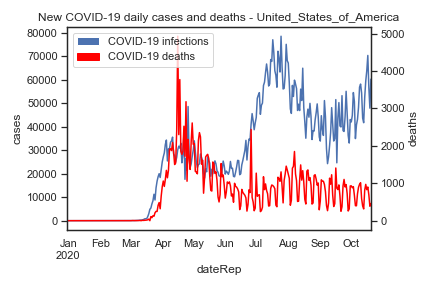 New COVID-19 daily cases and deaths - United_States_of_America
COVID-19 infections
COVID-19 deaths
80000
70000
60000
50000
40000
30000
20000
10000
0
cases
5000
4000
3000
2000
1000
0
deaths
Jan Feb Mar Apr May Jun Jul Aug Sep Oct
2020
dateRep